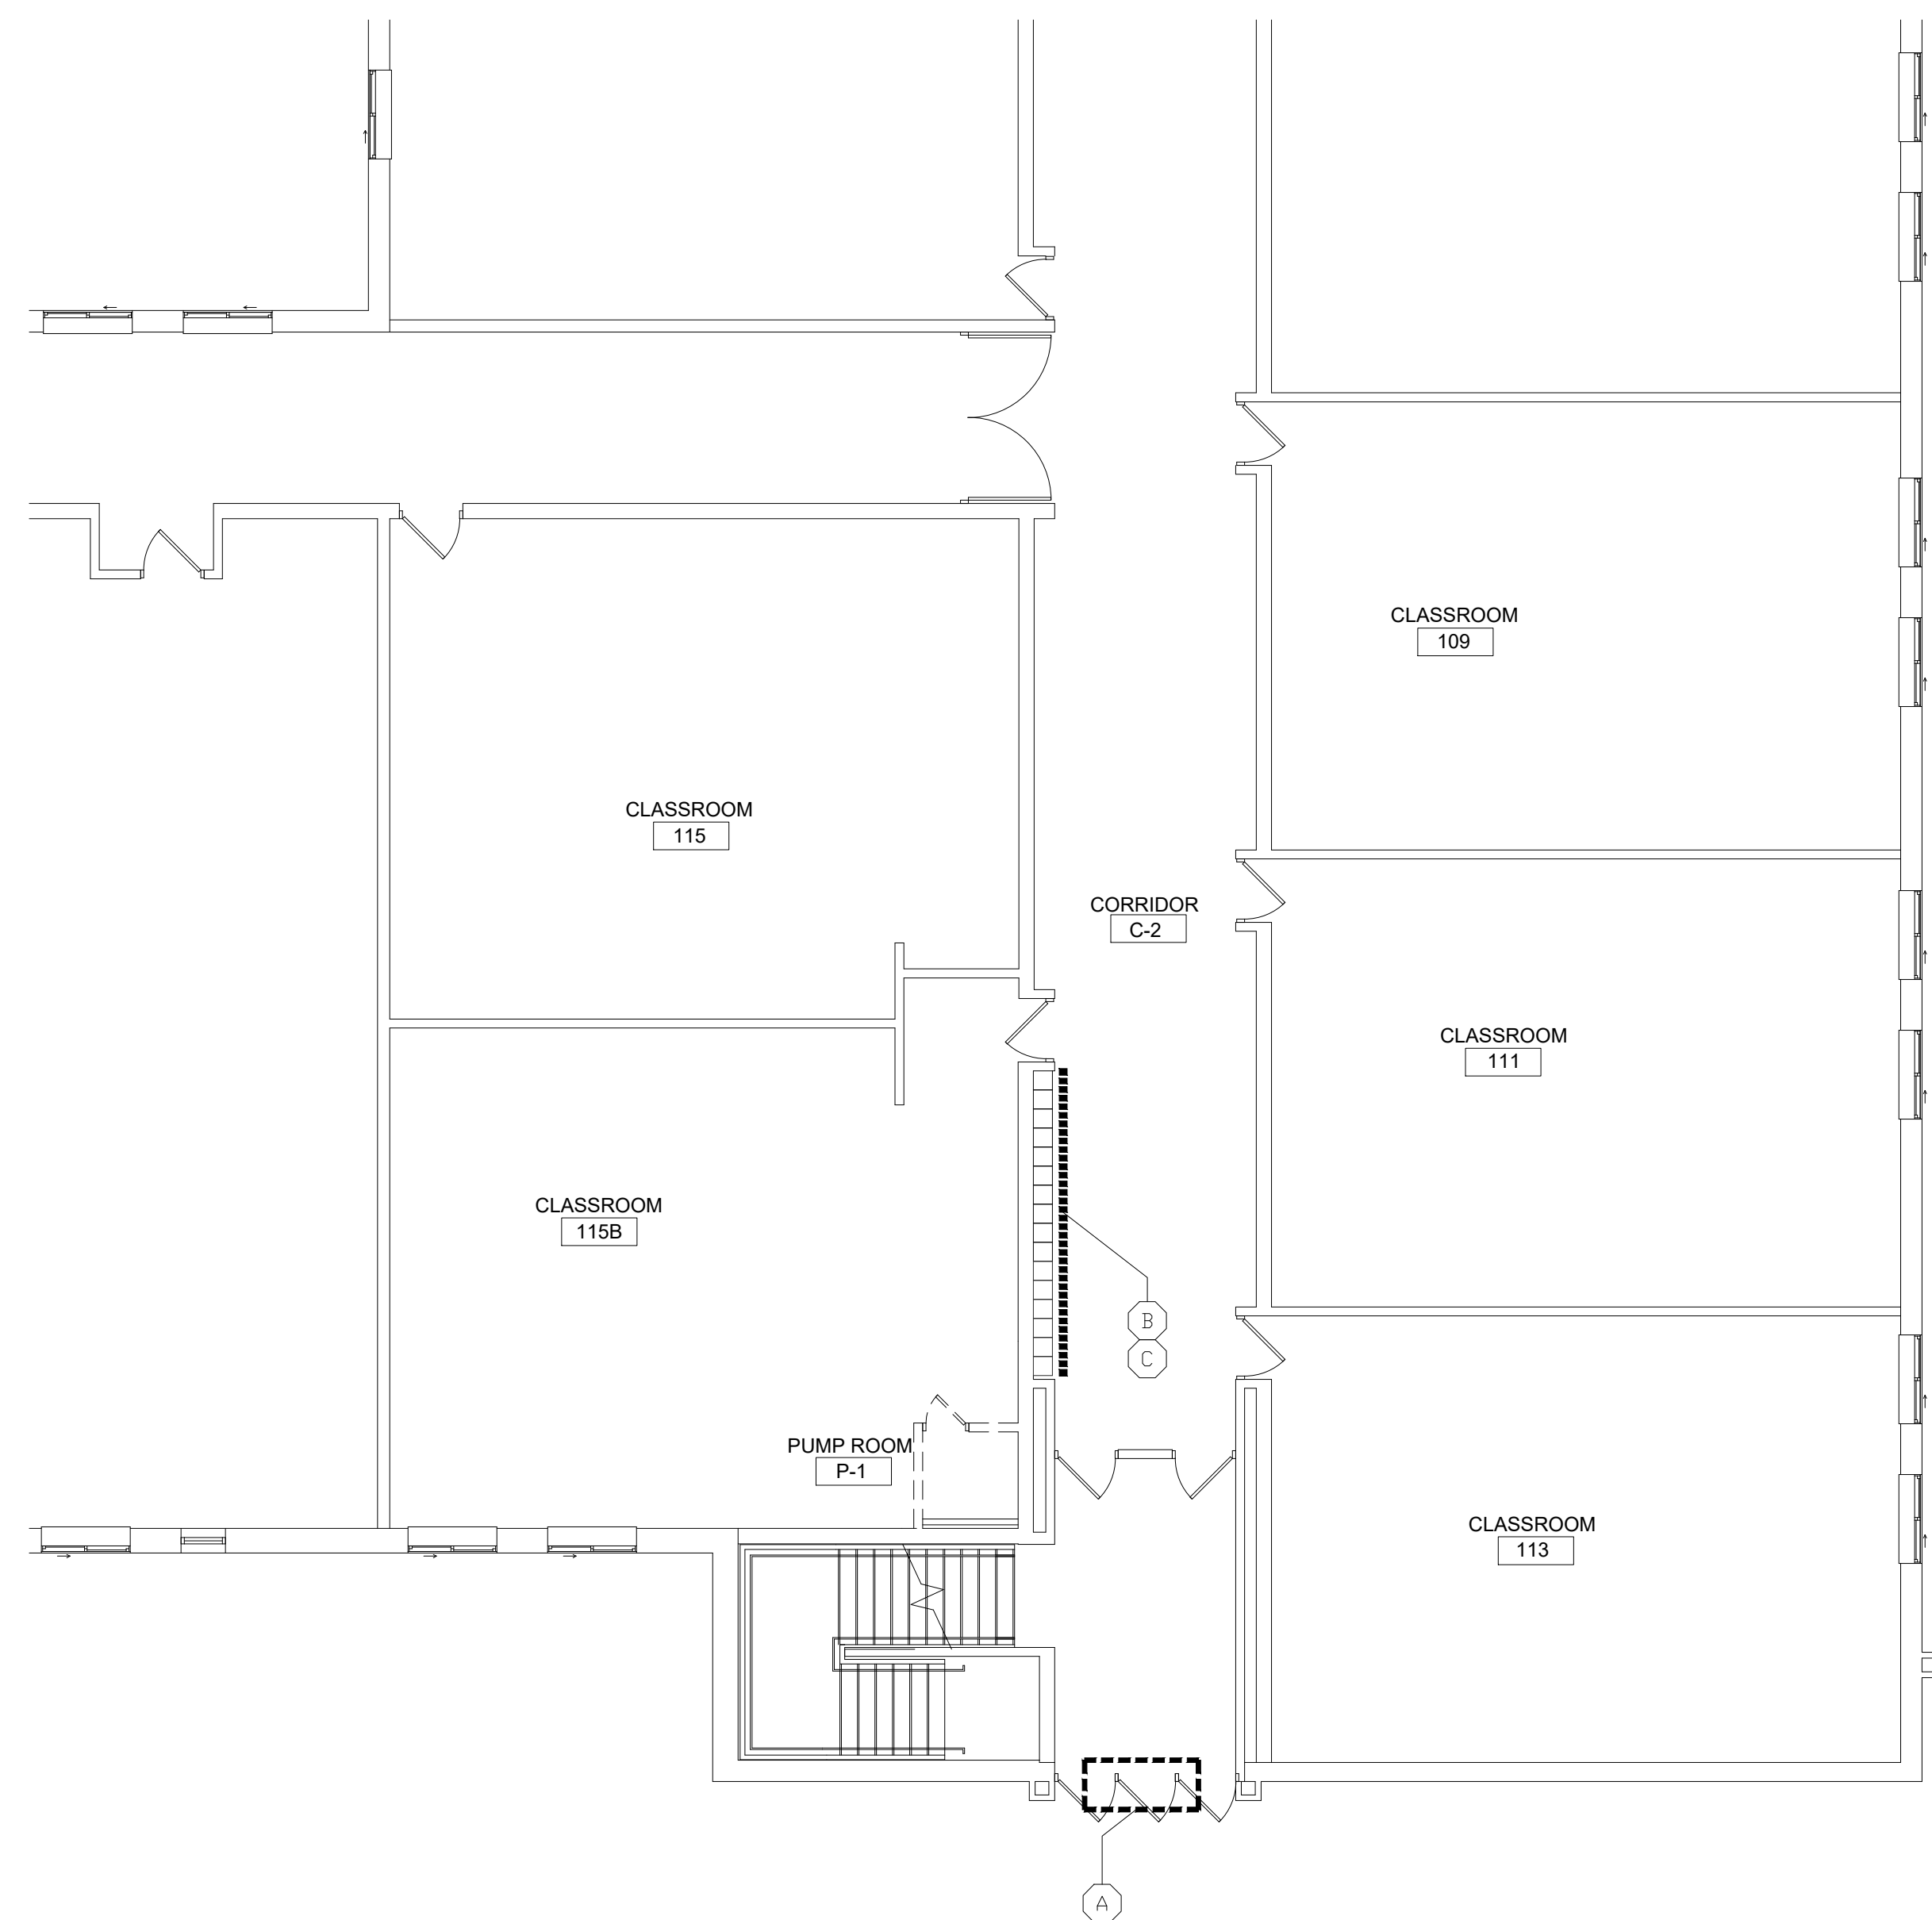 CLASSROOM
109
CLASSROOM
115
CORRIDOR
C-2
CLASSROOM
111
CLASSROOM
115B
B
C
PUMP ROOM
P-1
CLASSROOM
113
A